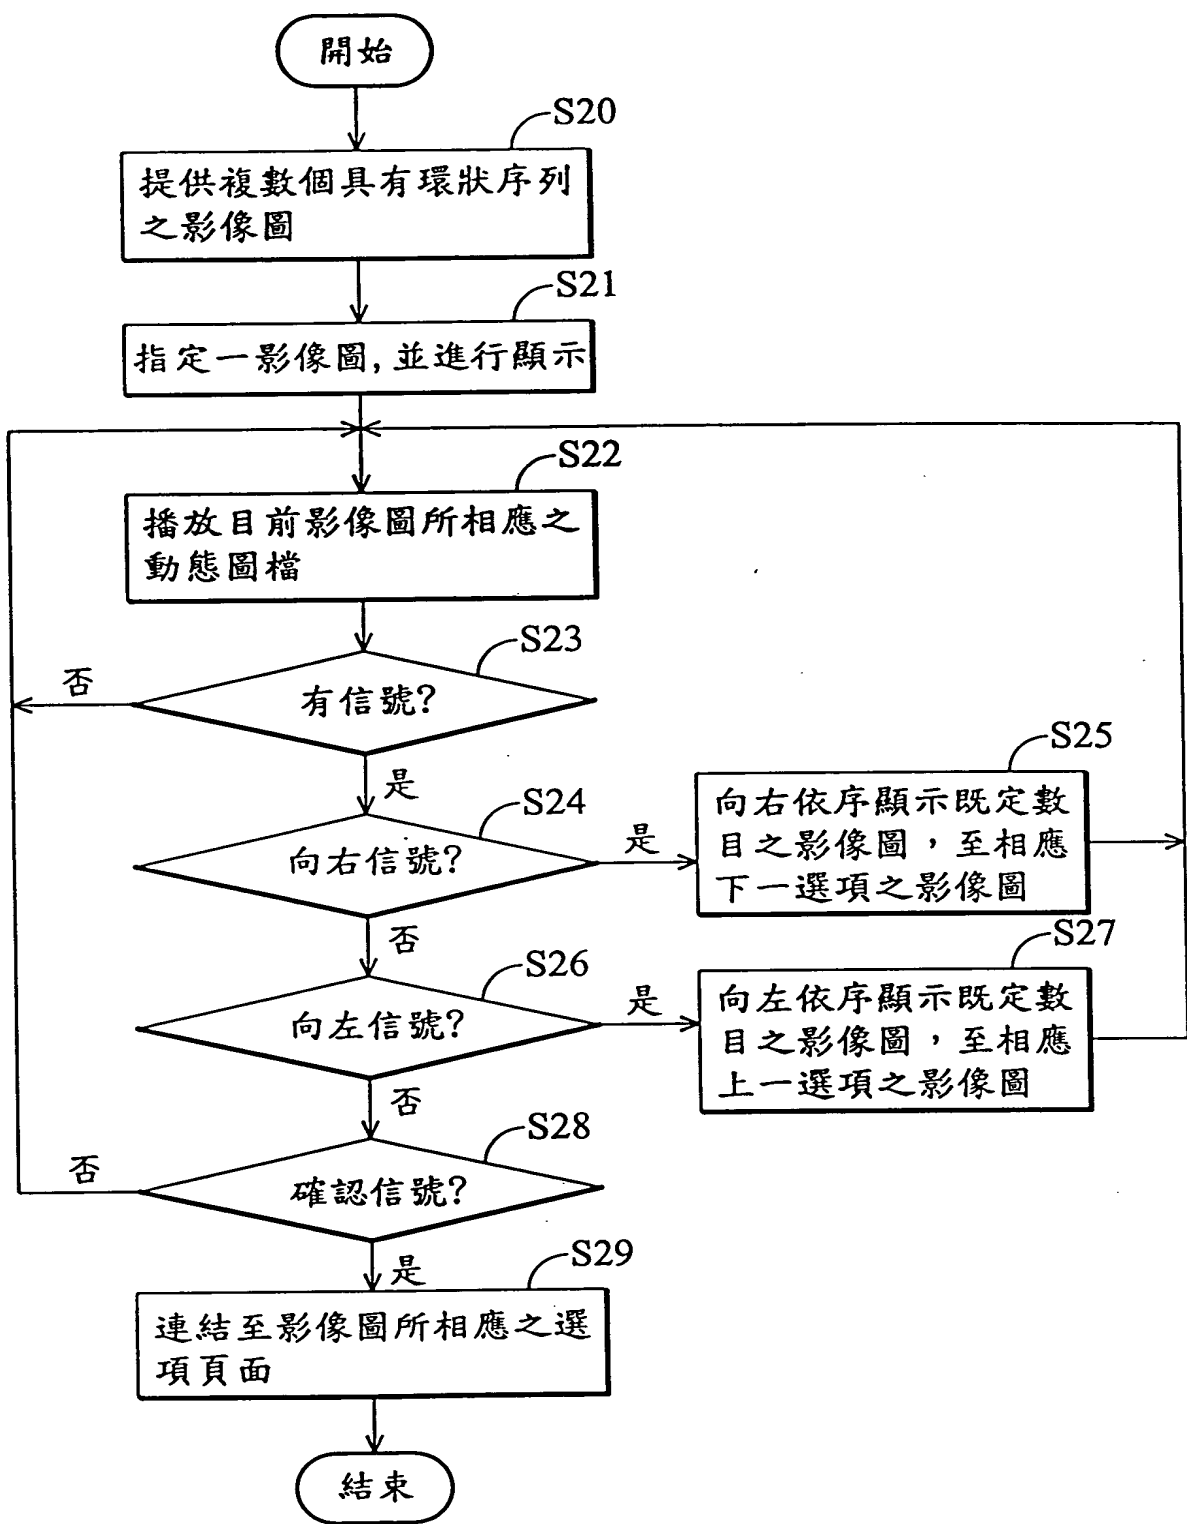 開始
S20
提供複數個具有環狀序列
之影像圖
S21
指定一影像圖,並進行顯示
S22
播放目前影像圖所相應之
動態圖檔
S23
否
有信號?
是
S24
向右信號?
是
S25
向右依序顯示既定數
目之影像圖，至相應
下一選項之影像圖
否
S26
向左信號?
是
S27
向左依序顯示既定數
目之影像圖，至相應
上一選項之影像圖
否
S28
否
確認信號?
是
S29
連結至影像圖所相應之選
項頁面
結束